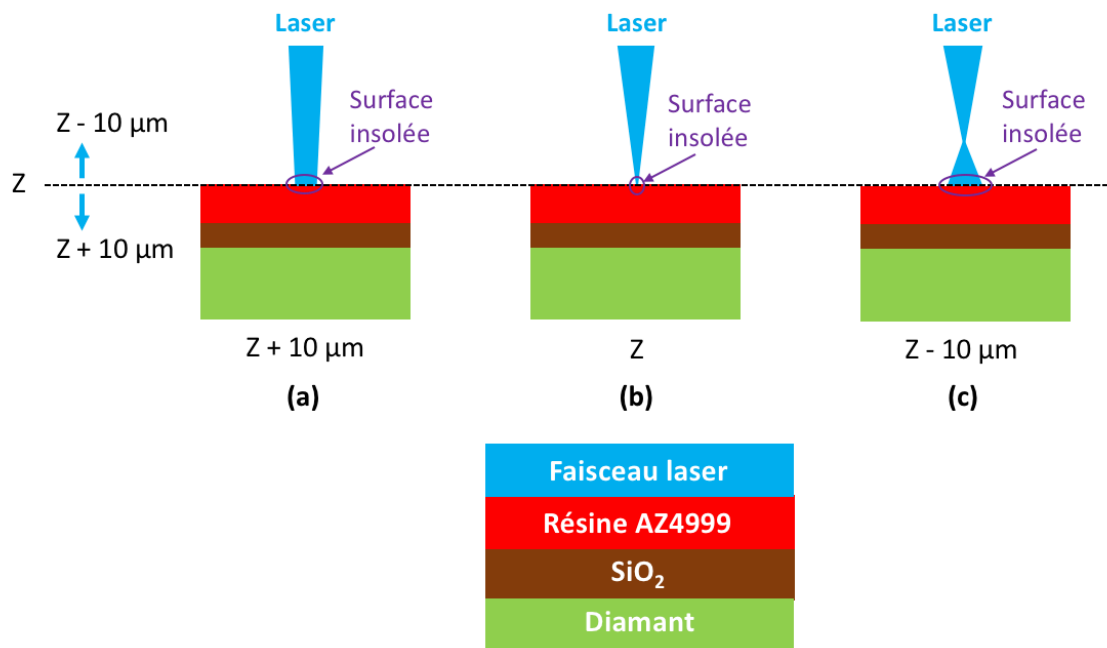 Laser
Laser
Laser
Surface
insolée
Surface
insolée
Surface
insolée
Z - 10 µm
Z
Z + 10 µm
Z + 10 µm
Z
Z - 10 µm
(a)
(b)
(c)
Faisceau laser
Résine AZ4999
SiO₂
Diamant